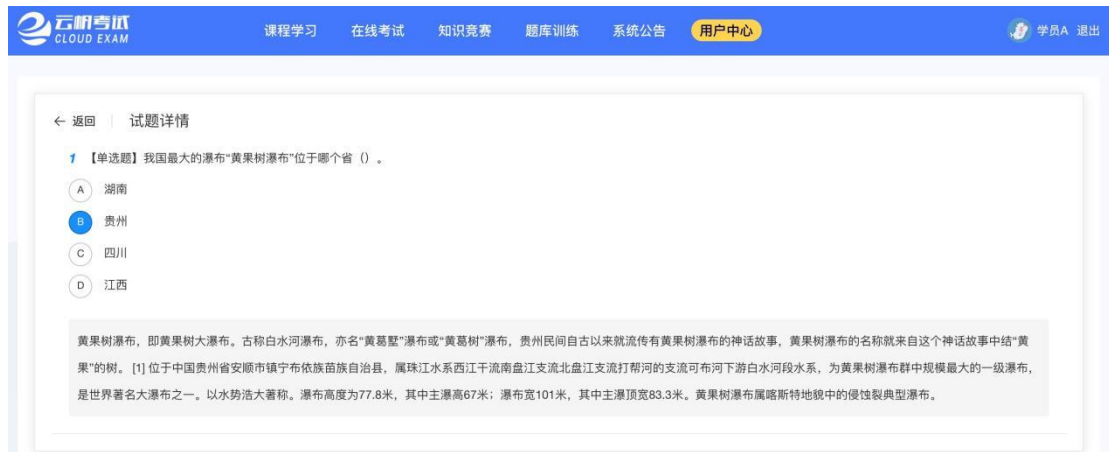 云帆考试
CLOUD EXAM
课程学习 在线考试 知识竞赛 题库训练 系统公告 用户中心 学员A 退出
← 返回 试题详情
1 【单选题】我国最大的瀑布“黄果树瀑布”位于哪个省（）。
A 湖南
B 贵州
C 四川
D 江西
黄果树瀑布，即黄果树大瀑布。古称白水河瀑布，亦名“黄葛墅”瀑布或“黄葛树”瀑布，贵州民间自古以来就流传有黄果树瀑布的神话故事，黄果树瀑布的名称就来自这个神话故事中结“黄
果”的树。 [1] 位于中国贵州省安顺市镇宁布依族苗族自治县，属珠江水系西江干流南盘江支流北盘江支流打帮河的支流可布河下游白水河段水系，为黄果树瀑布群中规模最大的一级瀑布，
是世界著名大瀑布之一。以水势浩大著称。瀑布高度为77.8米，其中主瀑高67米；瀑布宽101米，其中主瀑顶宽83.3米。黄果树瀑布属喀斯特地貌中的侵蚀裂典型瀑布。